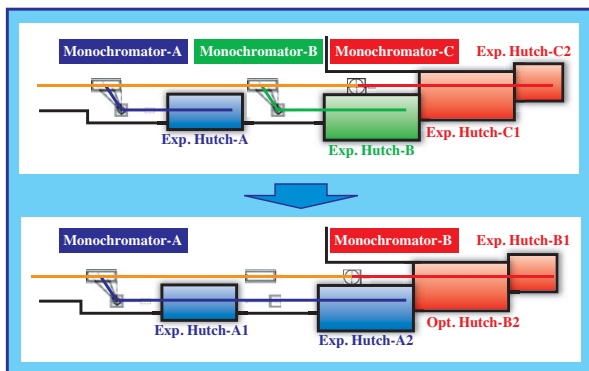 Monochromator-A Monochromator-B Monochromator-C Exp. Hutch-C2
Exp. Hutch-C1
Exp. Hutch-A
Exp. Hutch-B
Monochromator-A Monochromator-B Exp. Hutch-B1
Opt. Hutch-B2
Exp. Hutch-A1
Exp. Hutch-A2